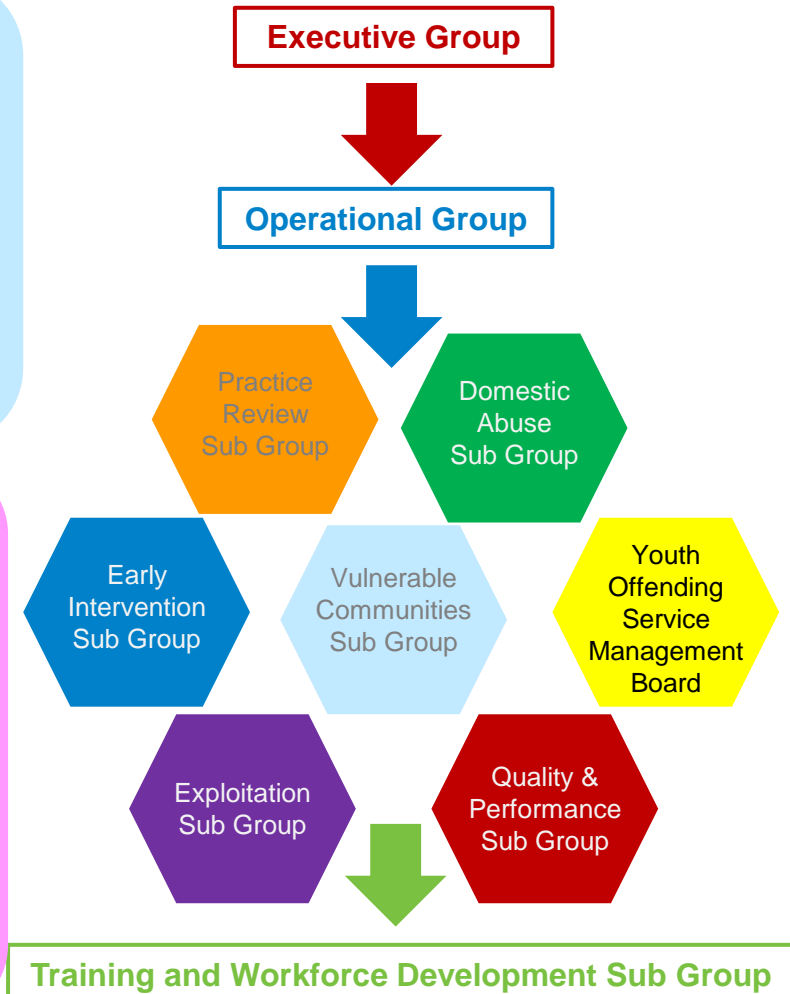 Executive Group
Operational Group
Practice
Review
Sub Group
Domestic
Abuse
Sub Group
Early
Intervention
Sub Group
Vulnerable
Communities
Sub Group
Youth
Offending
Service
Management
Board
Exploitation
Sub Group
Quality &
Performance
Sub Group
Training and Workforce Development Sub Group